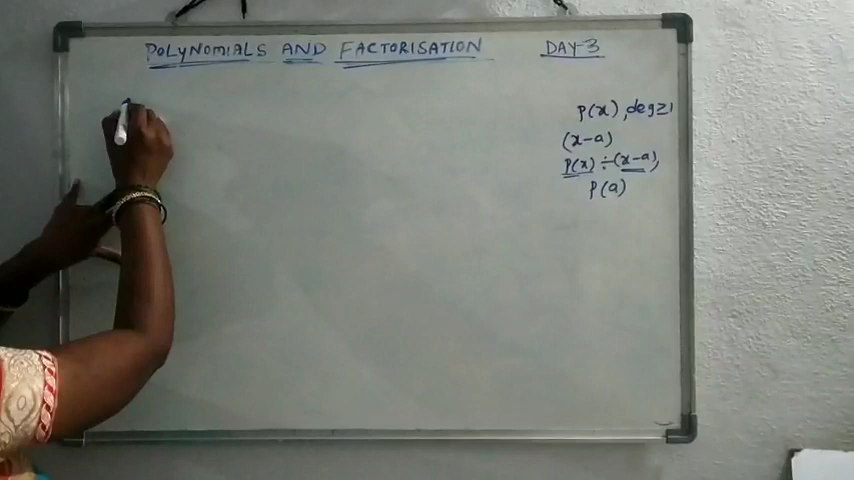 POLYNOMIALS AND FACTORISATION DAY-3
p(x), deg≥1
(x-a)
p(x)÷(x-a),
p(a)